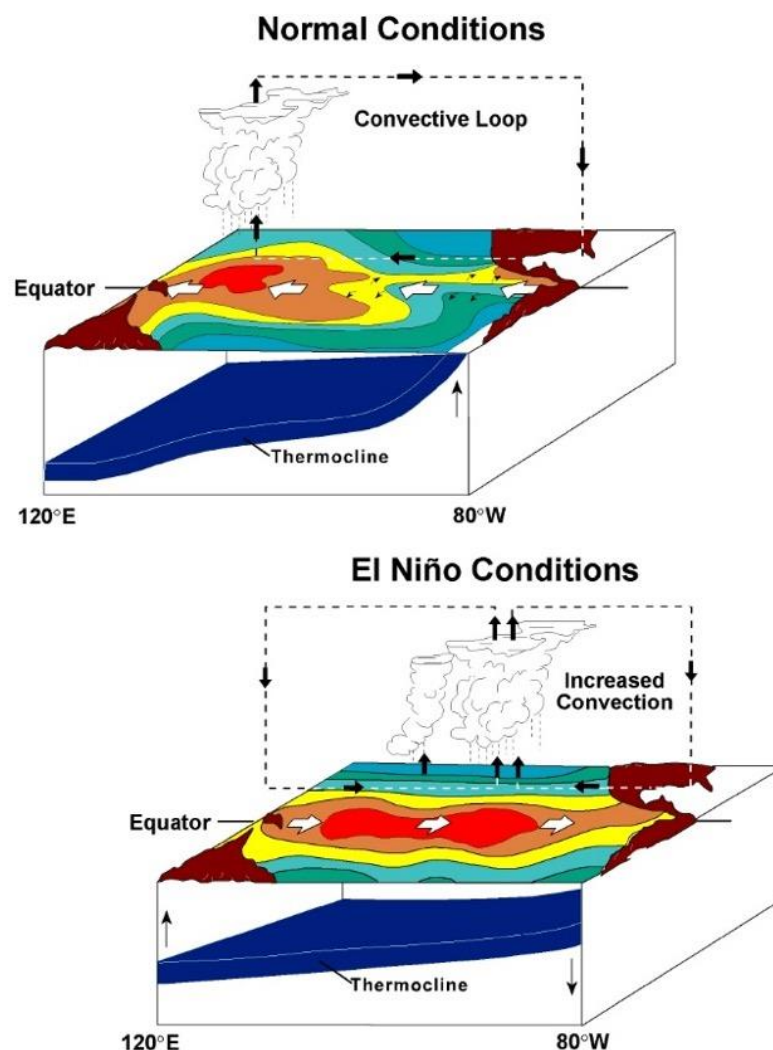 Normal Conditions
Convective Loop
Equator
Thermocline
120°E
80°W
El Niño Conditions
Increased
Convection
Equator
Thermocline
120°E
80°W